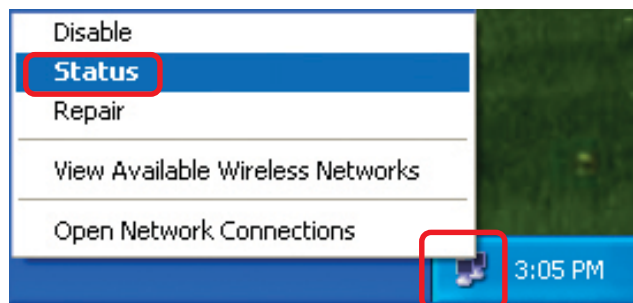 Disable
Status
Repair
View Available Wireless Networks
Open Network Connections
3:05 PM